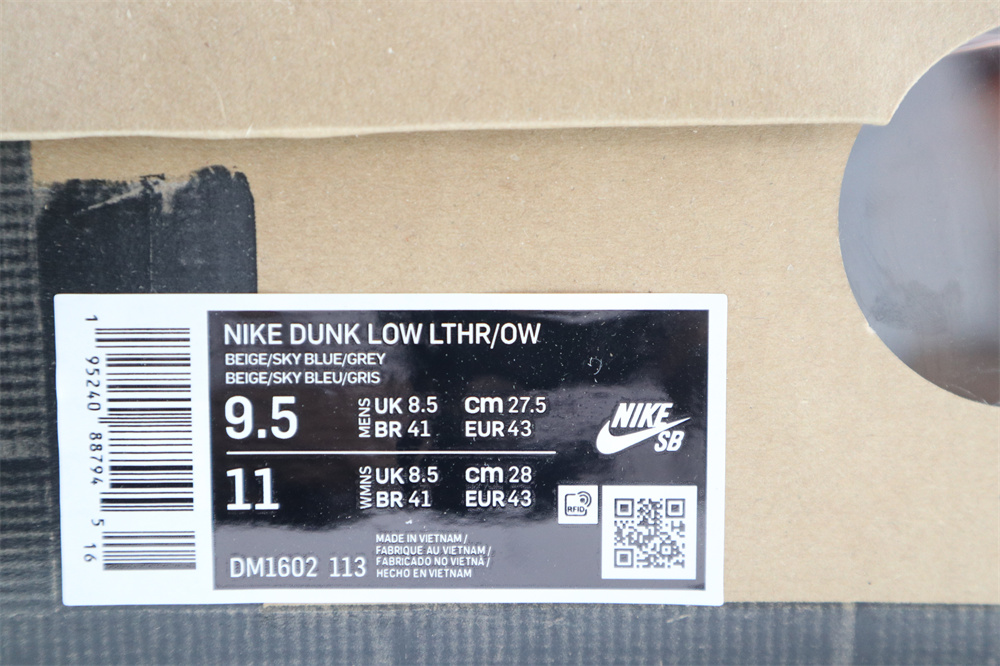 1 95240 88794 5 16
NIKE DUNK LOW LTHR/OW
BEIGE/SKY BLUE/GREY
BEIGE/SKY BLEU/GRIS
9.5 MENS UK 8.5 cm 27.5
BR 41 EUR 43
11 WMNS UK 8.5 cm 28
BR 41 EUR 43
NIKE
SB
RFID
DM1602 113
MADE IN VIETNAM /
FABRIQUE AU VIETNAM /
FABRICADO NO VIETNÃ /
HECHO EN VIETNAM